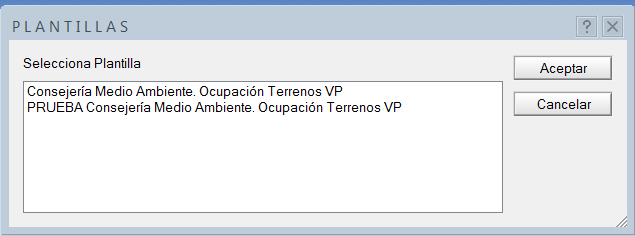 PLANTILLAS
Selecciona Plantilla
Aceptar
Consejería Medio Ambiente. Ocupación Terrenos VP
PRUEBA Consejería Medio Ambiente. Ocupación Terrenos VP
Cancelar